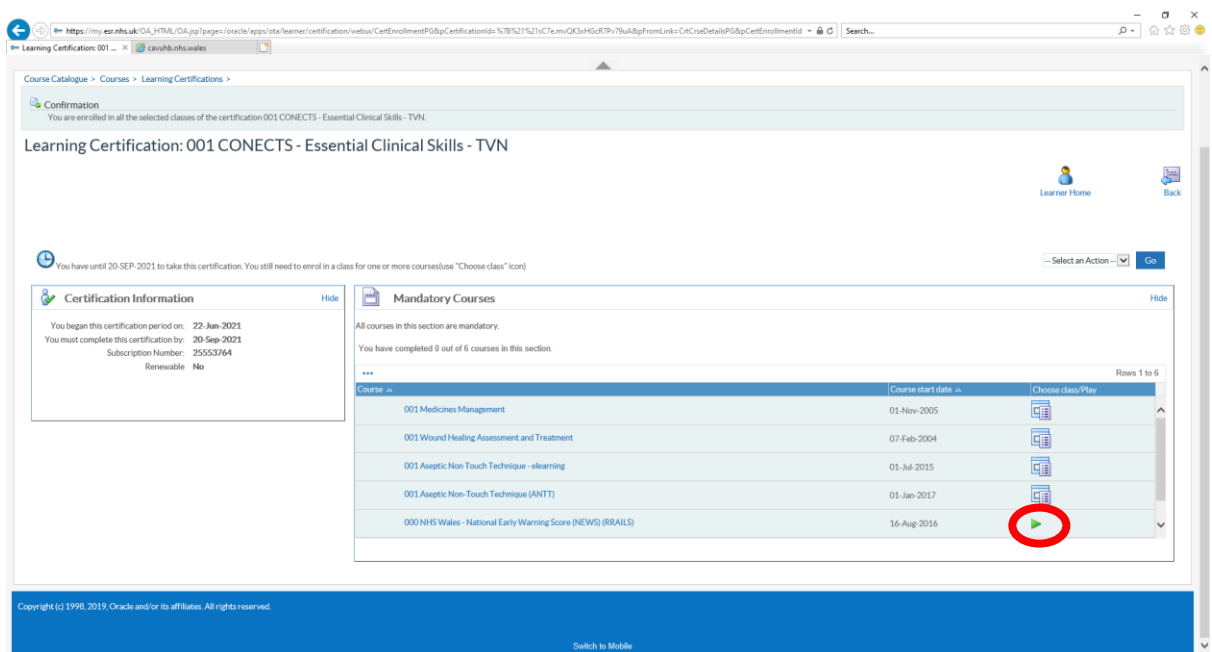 https://my.esr.nhs.uk/OA_HTML/OA.jsp?page=/oracle/apps/ota/learner/certification/webui/CertEnrollmentPG&pCertificationId=%7B%21%21sC7e.mvQK3xHGcR7Pv79uA&pFromLink=CrtCrseDetailsPG&pCertEnrollmentId
Search...
Learning Certification: 001 ...
cavuhb.nhs.wales
Course Catalogue > Courses > Learning Certifications >
Confirmation
You are enrolled in all the selected classes of the certification 001 CONECTS - Essential Clinical Skills - TVN.
Learning Certification: 001 CONECTS - Essential Clinical Skills - TVN
Learner Home
Back
You have until 20-SEP-2021 to take this certification. You still need to enrol in a class for one or more courses(use "Choose class" icon)
-- Select an Action --
Go
Certification Information
Hide
You began this certification period on: 22-Jun-2021
You must complete this certification by: 20-Sep-2021
Subscription Number: 25553764
Renewable No
Mandatory Courses
Hide
All courses in this section are mandatory.
You have completed 0 out of 6 courses in this section.
Rows 1 to 6
Course Course start date Choose class/Play
001 Medicines Management 01-Nov-2005
001 Wound Healing Assessment and Treatment 07-Feb-2004
001 Aseptic Non Touch Technique - elearning 01-Jul-2015
001 Aseptic Non-Touch Technique (ANTT) 01-Jan-2017
000 NHS Wales - National Early Warning Score (NEWS) (RRAILS) 16-Aug-2016
Copyright (c) 1998, 2019, Oracle and/or its affiliates. All rights reserved.
Switch to Mobile